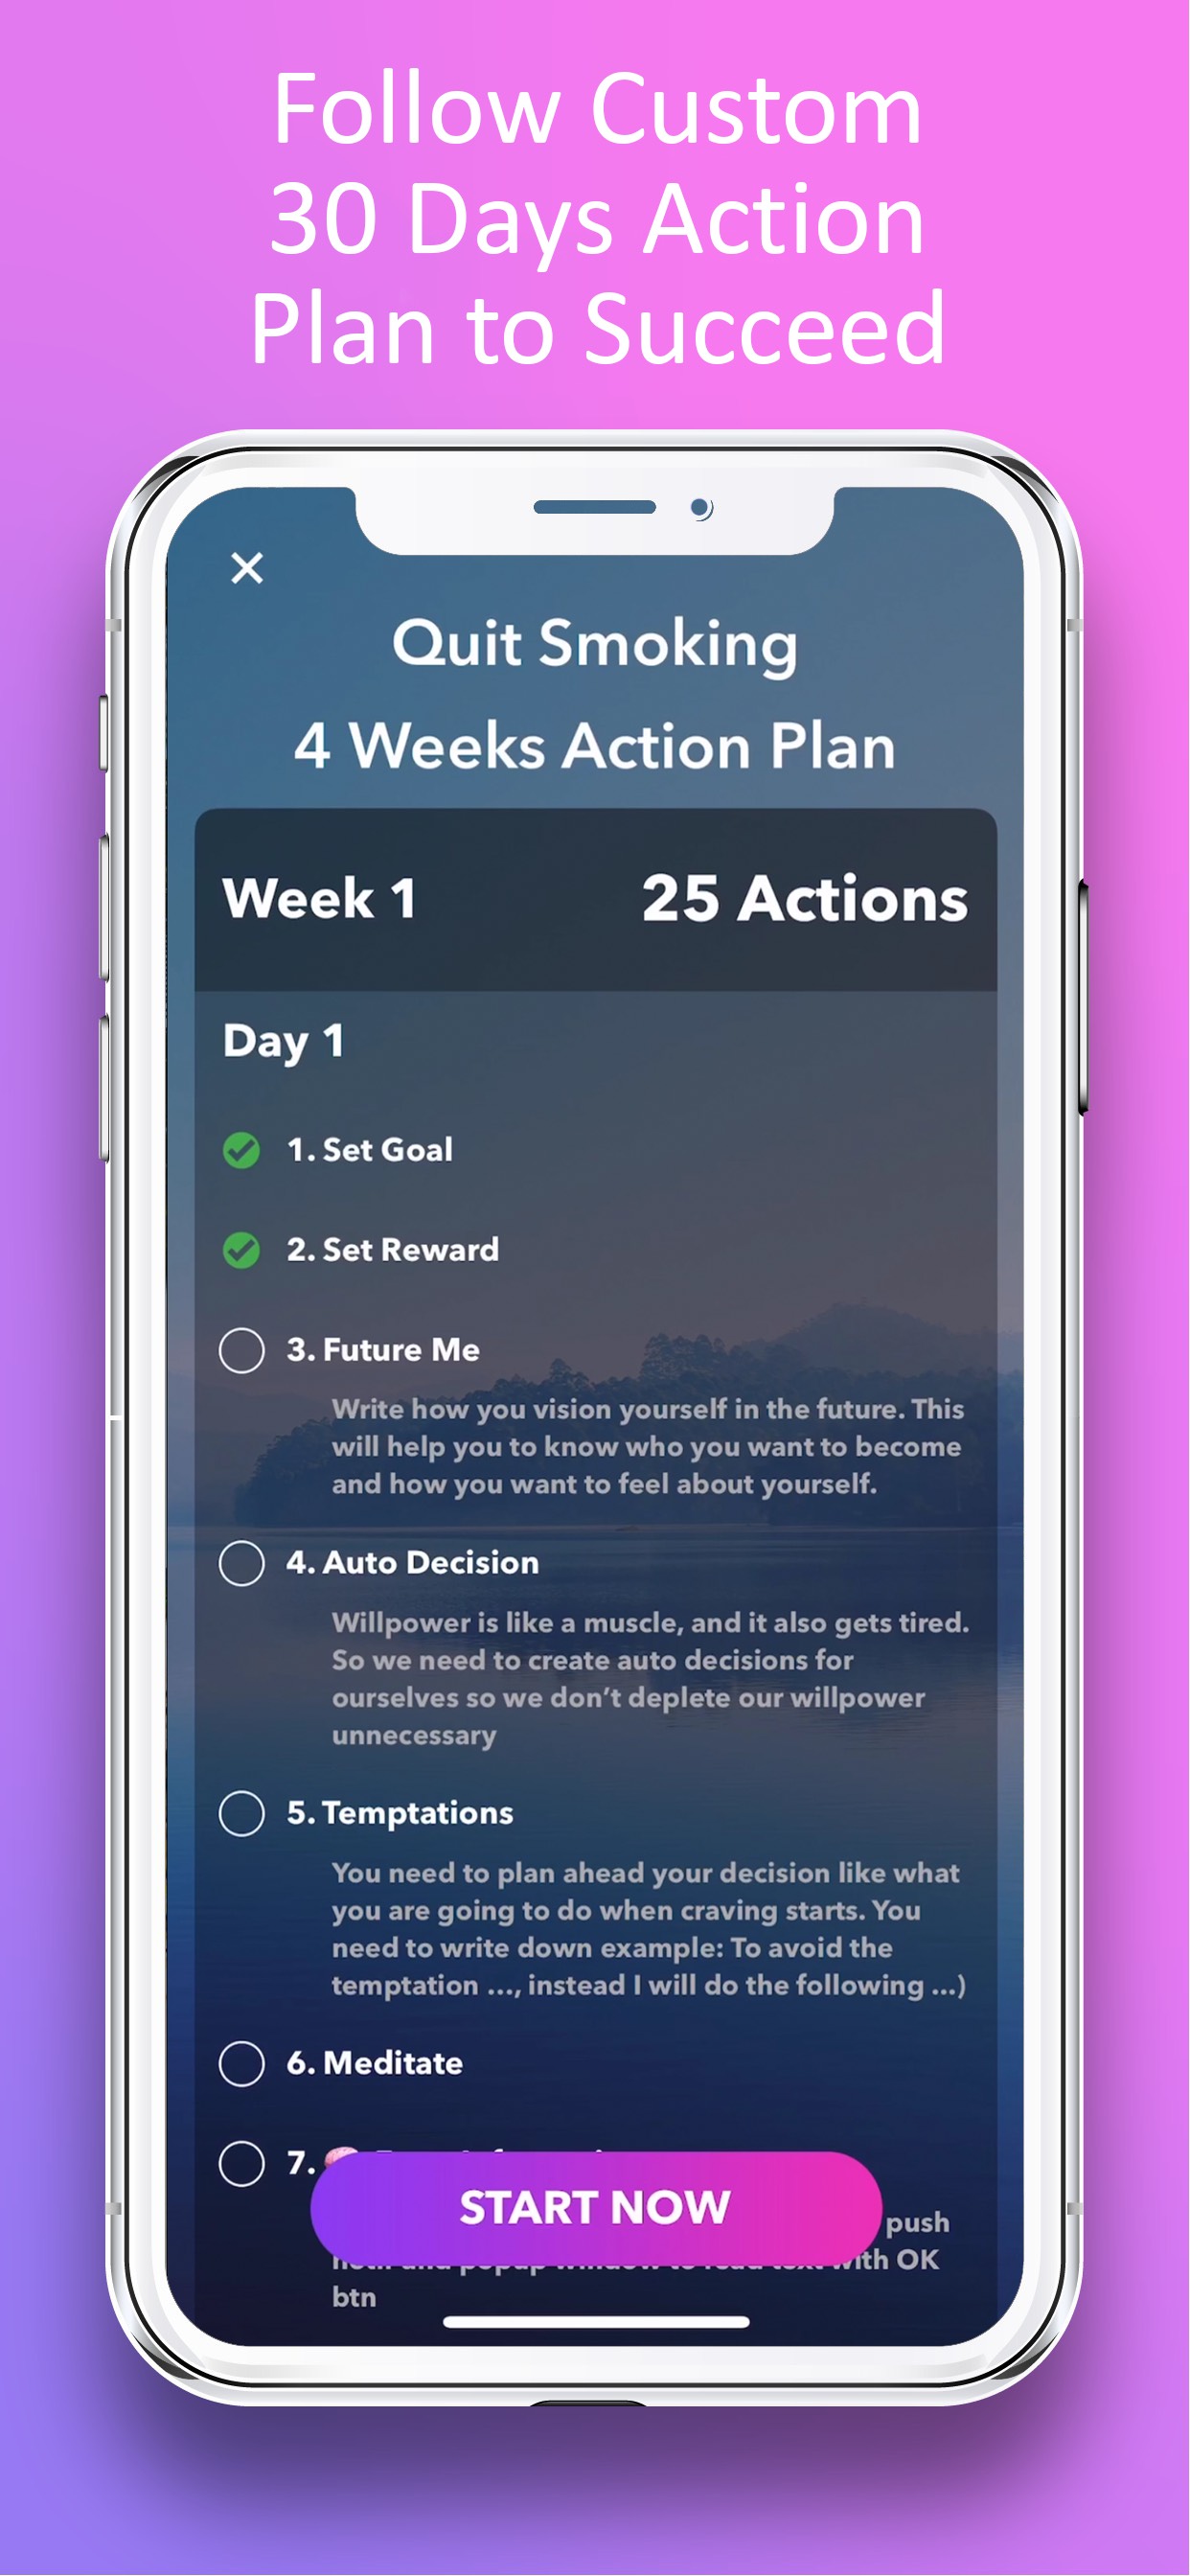 Follow Custom
30 Days Action
Plan to Succeed
Quit Smoking
4 Weeks Action Plan
Week 1 25 Actions
Day 1
1. Set Goal
2. Set Reward
3. Future Me
Write how you vision yourself in the future. This
will help you to know who you want to become
and how you want to feel about yourself.
4. Auto Decision
Willpower is like a muscle, and it also gets tired.
So we need to create auto decisions for
ourselves so we don't deplete our willpower
unnecessary
5. Temptations
You need to plan ahead your decision like what
you are going to do when craving starts. You
need to write down example: To avoid the
temptation ..., instead I will do the following ...)
6. Meditate
7.
START NOW
push
with OK
btn